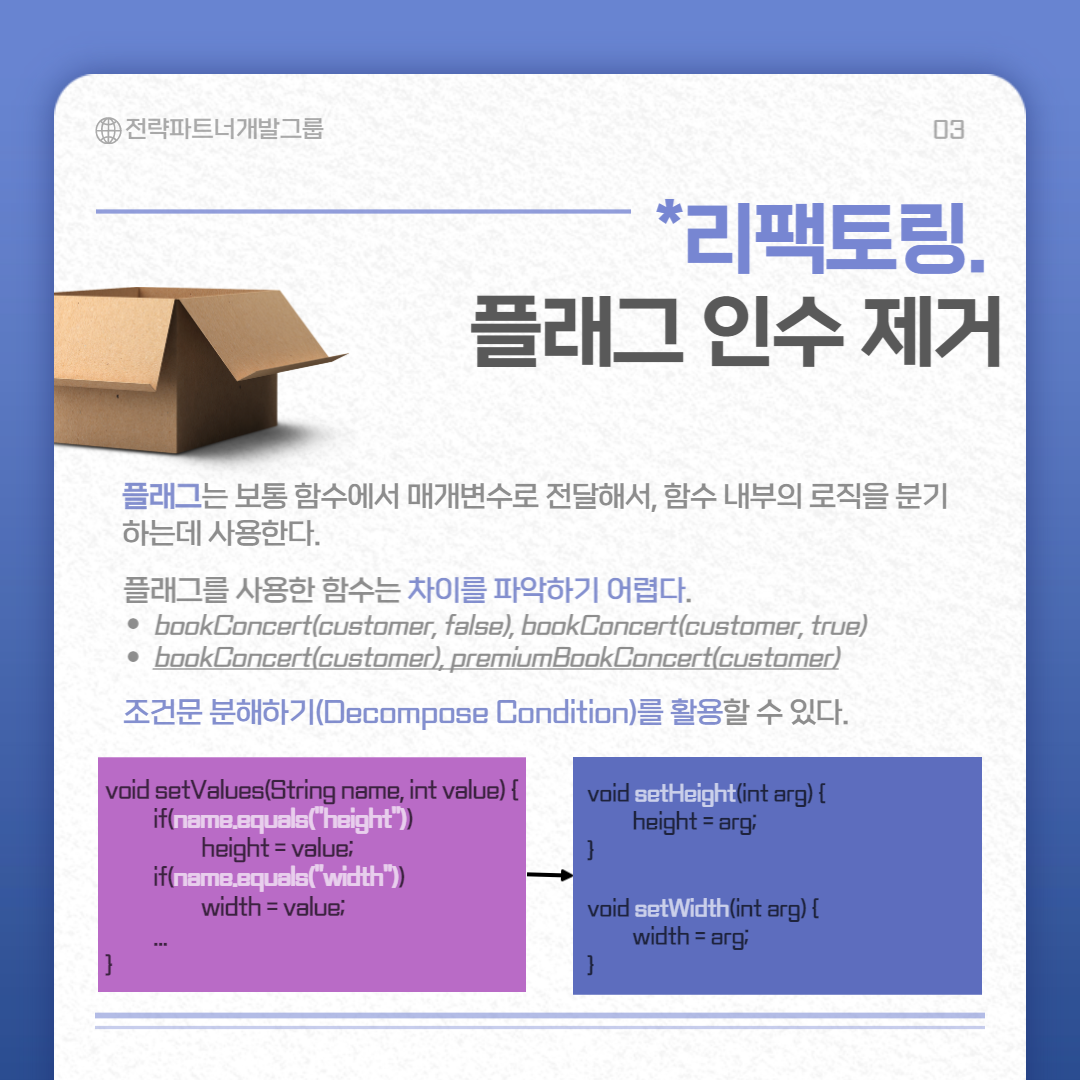 전략파트너개발그룹
03
*리팩토링.
플래그 인수 제거
플래그는 보통 함수에서 매개변수로 전달해서, 함수 내부의 로직을 분기
하는데 사용한다.
플래그를 사용한 함수는 차이를 파악하기 어렵다.
• bookConcert(customer, false), bookConcert(customer, true)
• bookConcert(customer), premiumBookConcert(customer)
조건문 분해하기(Decompose Condition)를 활용할 수 있다.
void setValues(String name, int value) {
if(name.equals("height"))
height = value;
if(name.equals("width"))
width = value;
...
}
void setHeight(int arg) {
height = arg;
}
void setWidth(int arg) {
width = arg;
}